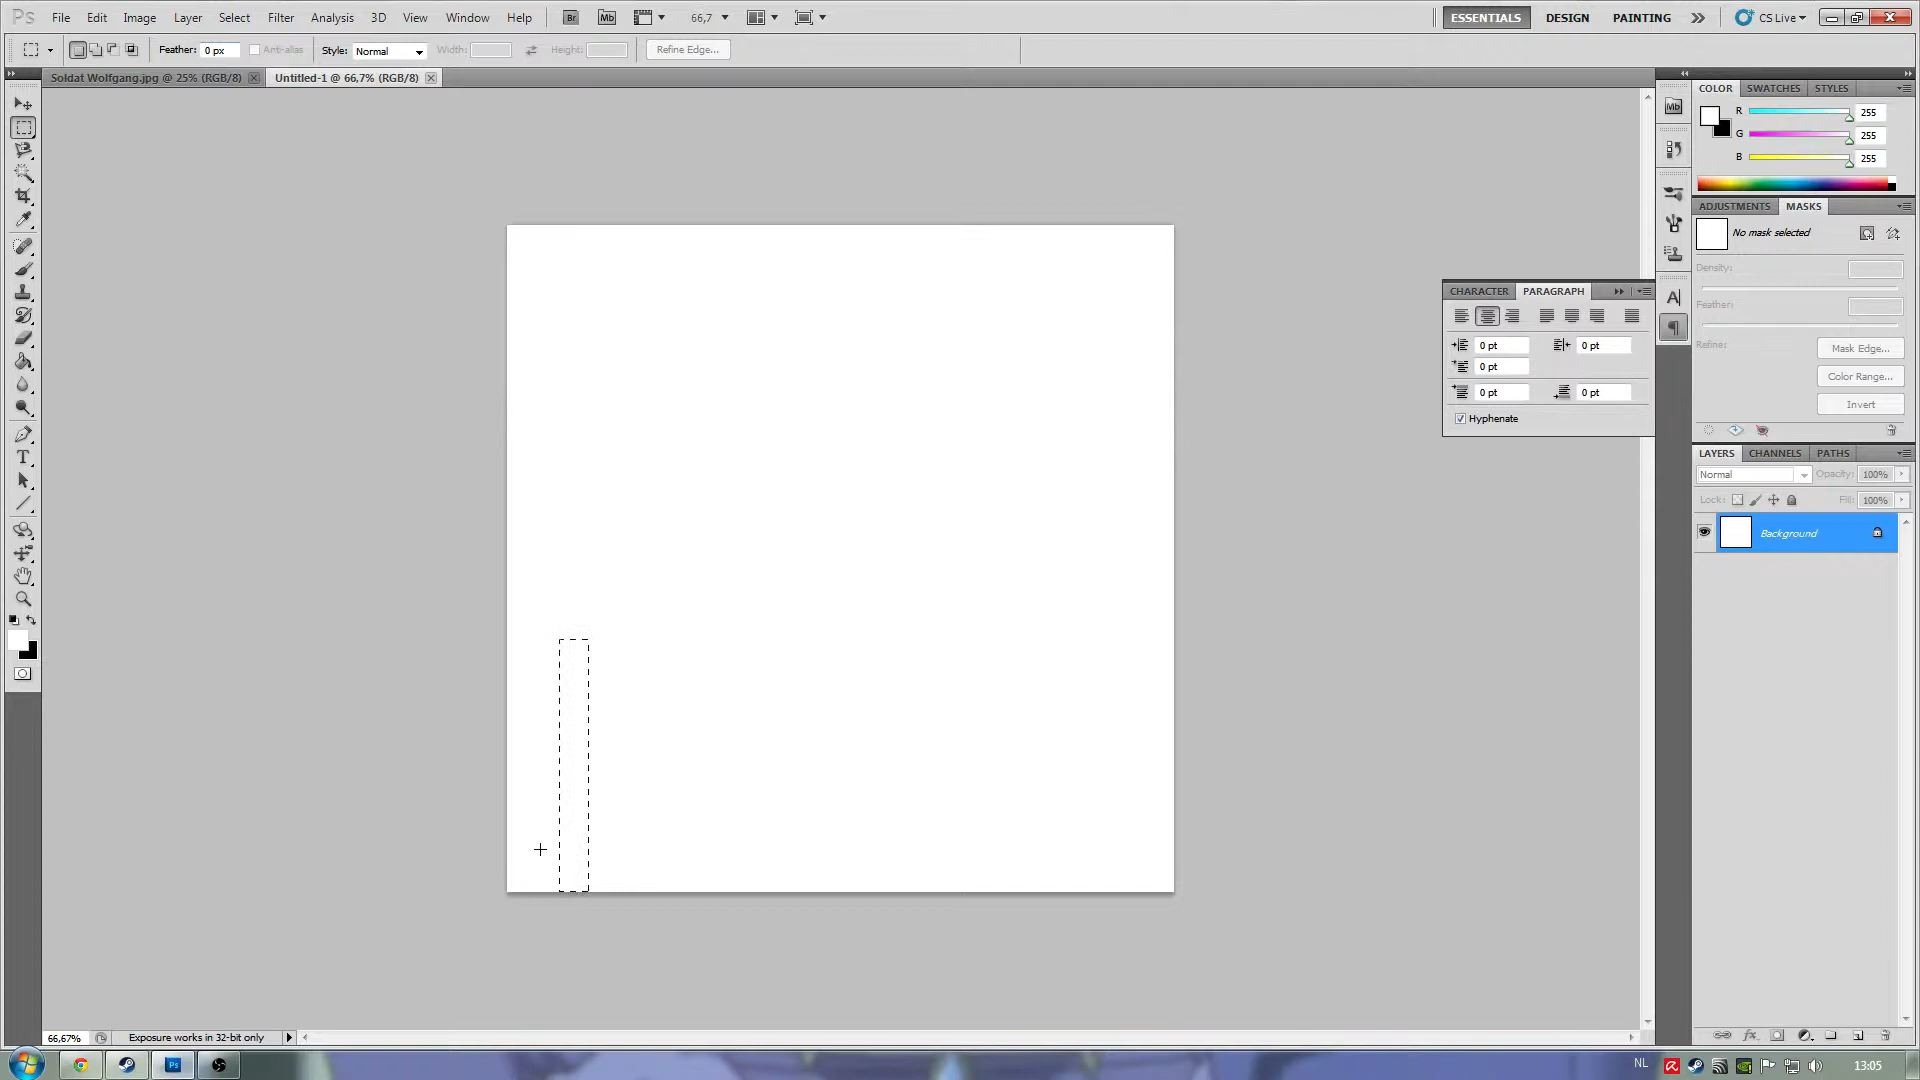 Ps File Edit Image Layer Select Filter Analysis 3D View Window Help Br Mb 66,7 ESSENTIALS DESIGN PAINTING CS Live
Feather: 0 px Anti-alias Style: Normal Width: Height: Refine Edge...
Soldat Wolfgang.jpg @ 25% (RGB/8) Untitled-1 @ 66,7% (RGB/8)
Mb
COLOR SWATCHES STYLES
R 255
G 255
B 255
ADJUSTMENTS MASKS
No mask selected
Density:
Feather:
Refine: Mask Edge...
Color Range...
Invert
CHARACTER PARAGRAPH
0 pt 0 pt
0 pt
0 pt 0 pt
Hyphenate
LAYERS CHANNELS PATHS
Normal Opacity: 100%
Lock: Fill: 100%
Background
66,67% Exposure works in 32-bit only
Ps
NL 13:05